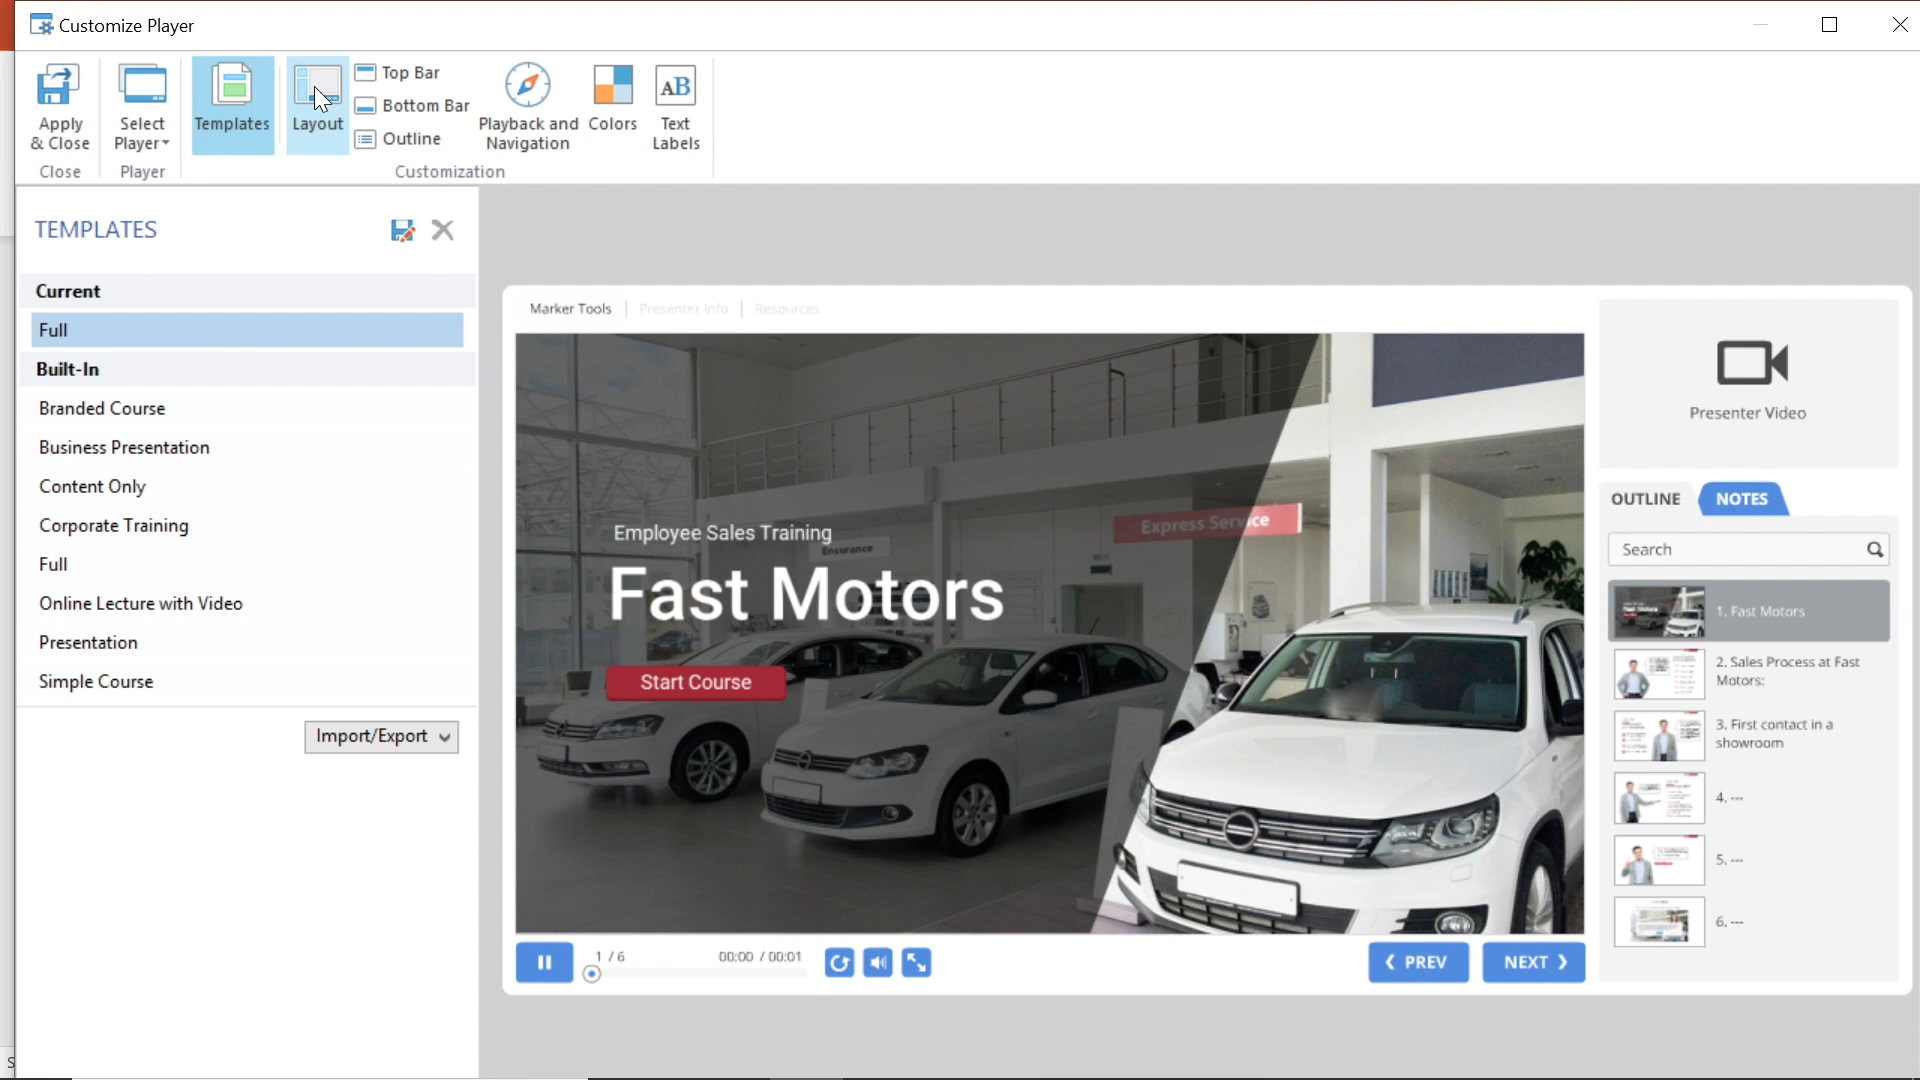 Customize Player
Apply
& Close
Close
Select
Player
Player
Templates
Layout
Top Bar
Bottom Bar
Outline
Playback and
Navigation
Colors
AB
Text
Labels
Customization
TEMPLATES
Current
Full
Built-In
Branded Course
Business Presentation
Content Only
Corporate Training
Full
Online Lecture with Video
Presentation
Simple Course
Import/Export
Marker Tools
Presenter Info
Resources
Employee Sales Training
Ensurance
Express Service
Fast Motors
Start Course
1 / 6
00:00 / 00:01
PREV
NEXT
Presenter Video
OUTLINE
NOTES
Search
1. Fast Motors
2. Sales Process at Fast
Motors:
3. First contact in a
showroom
4. ---
5. ---
6. ---